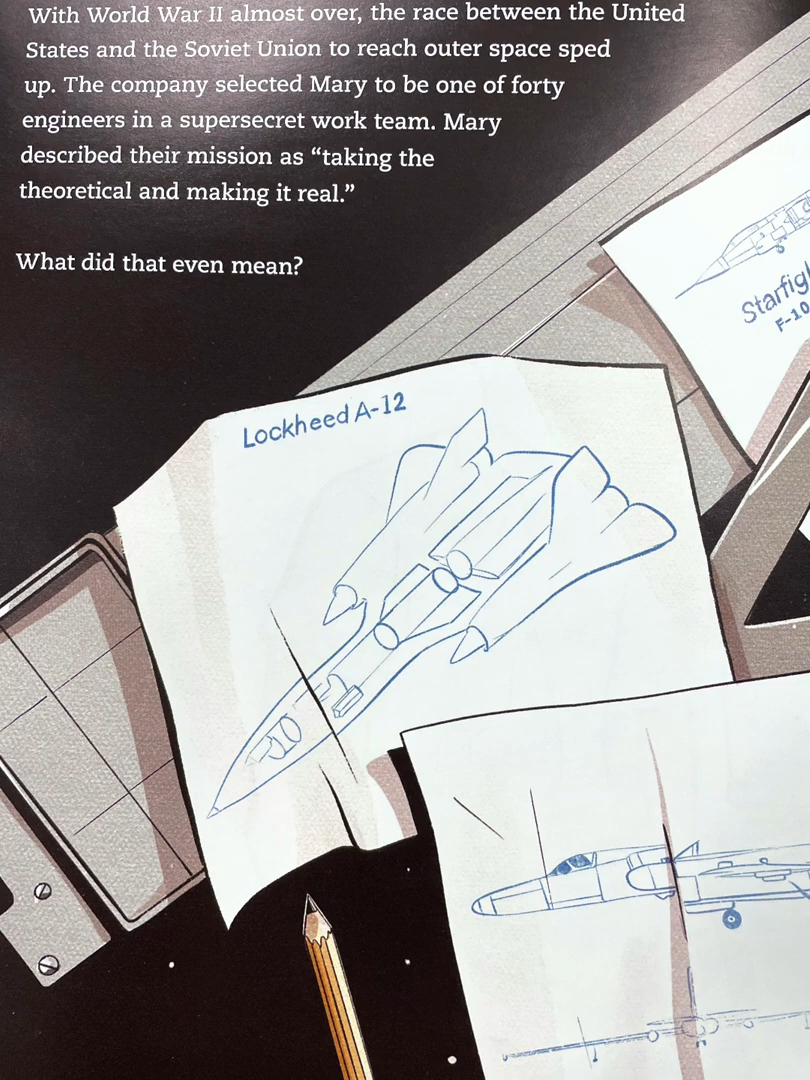 With World War II almost over, the race between the United
States and the Soviet Union to reach outer space sped
up. The company selected Mary to be one of forty
engineers in a supersecret work team. Mary
described their mission as “taking the
theoretical and making it real.”
What did that even mean?
Lockheed A-12